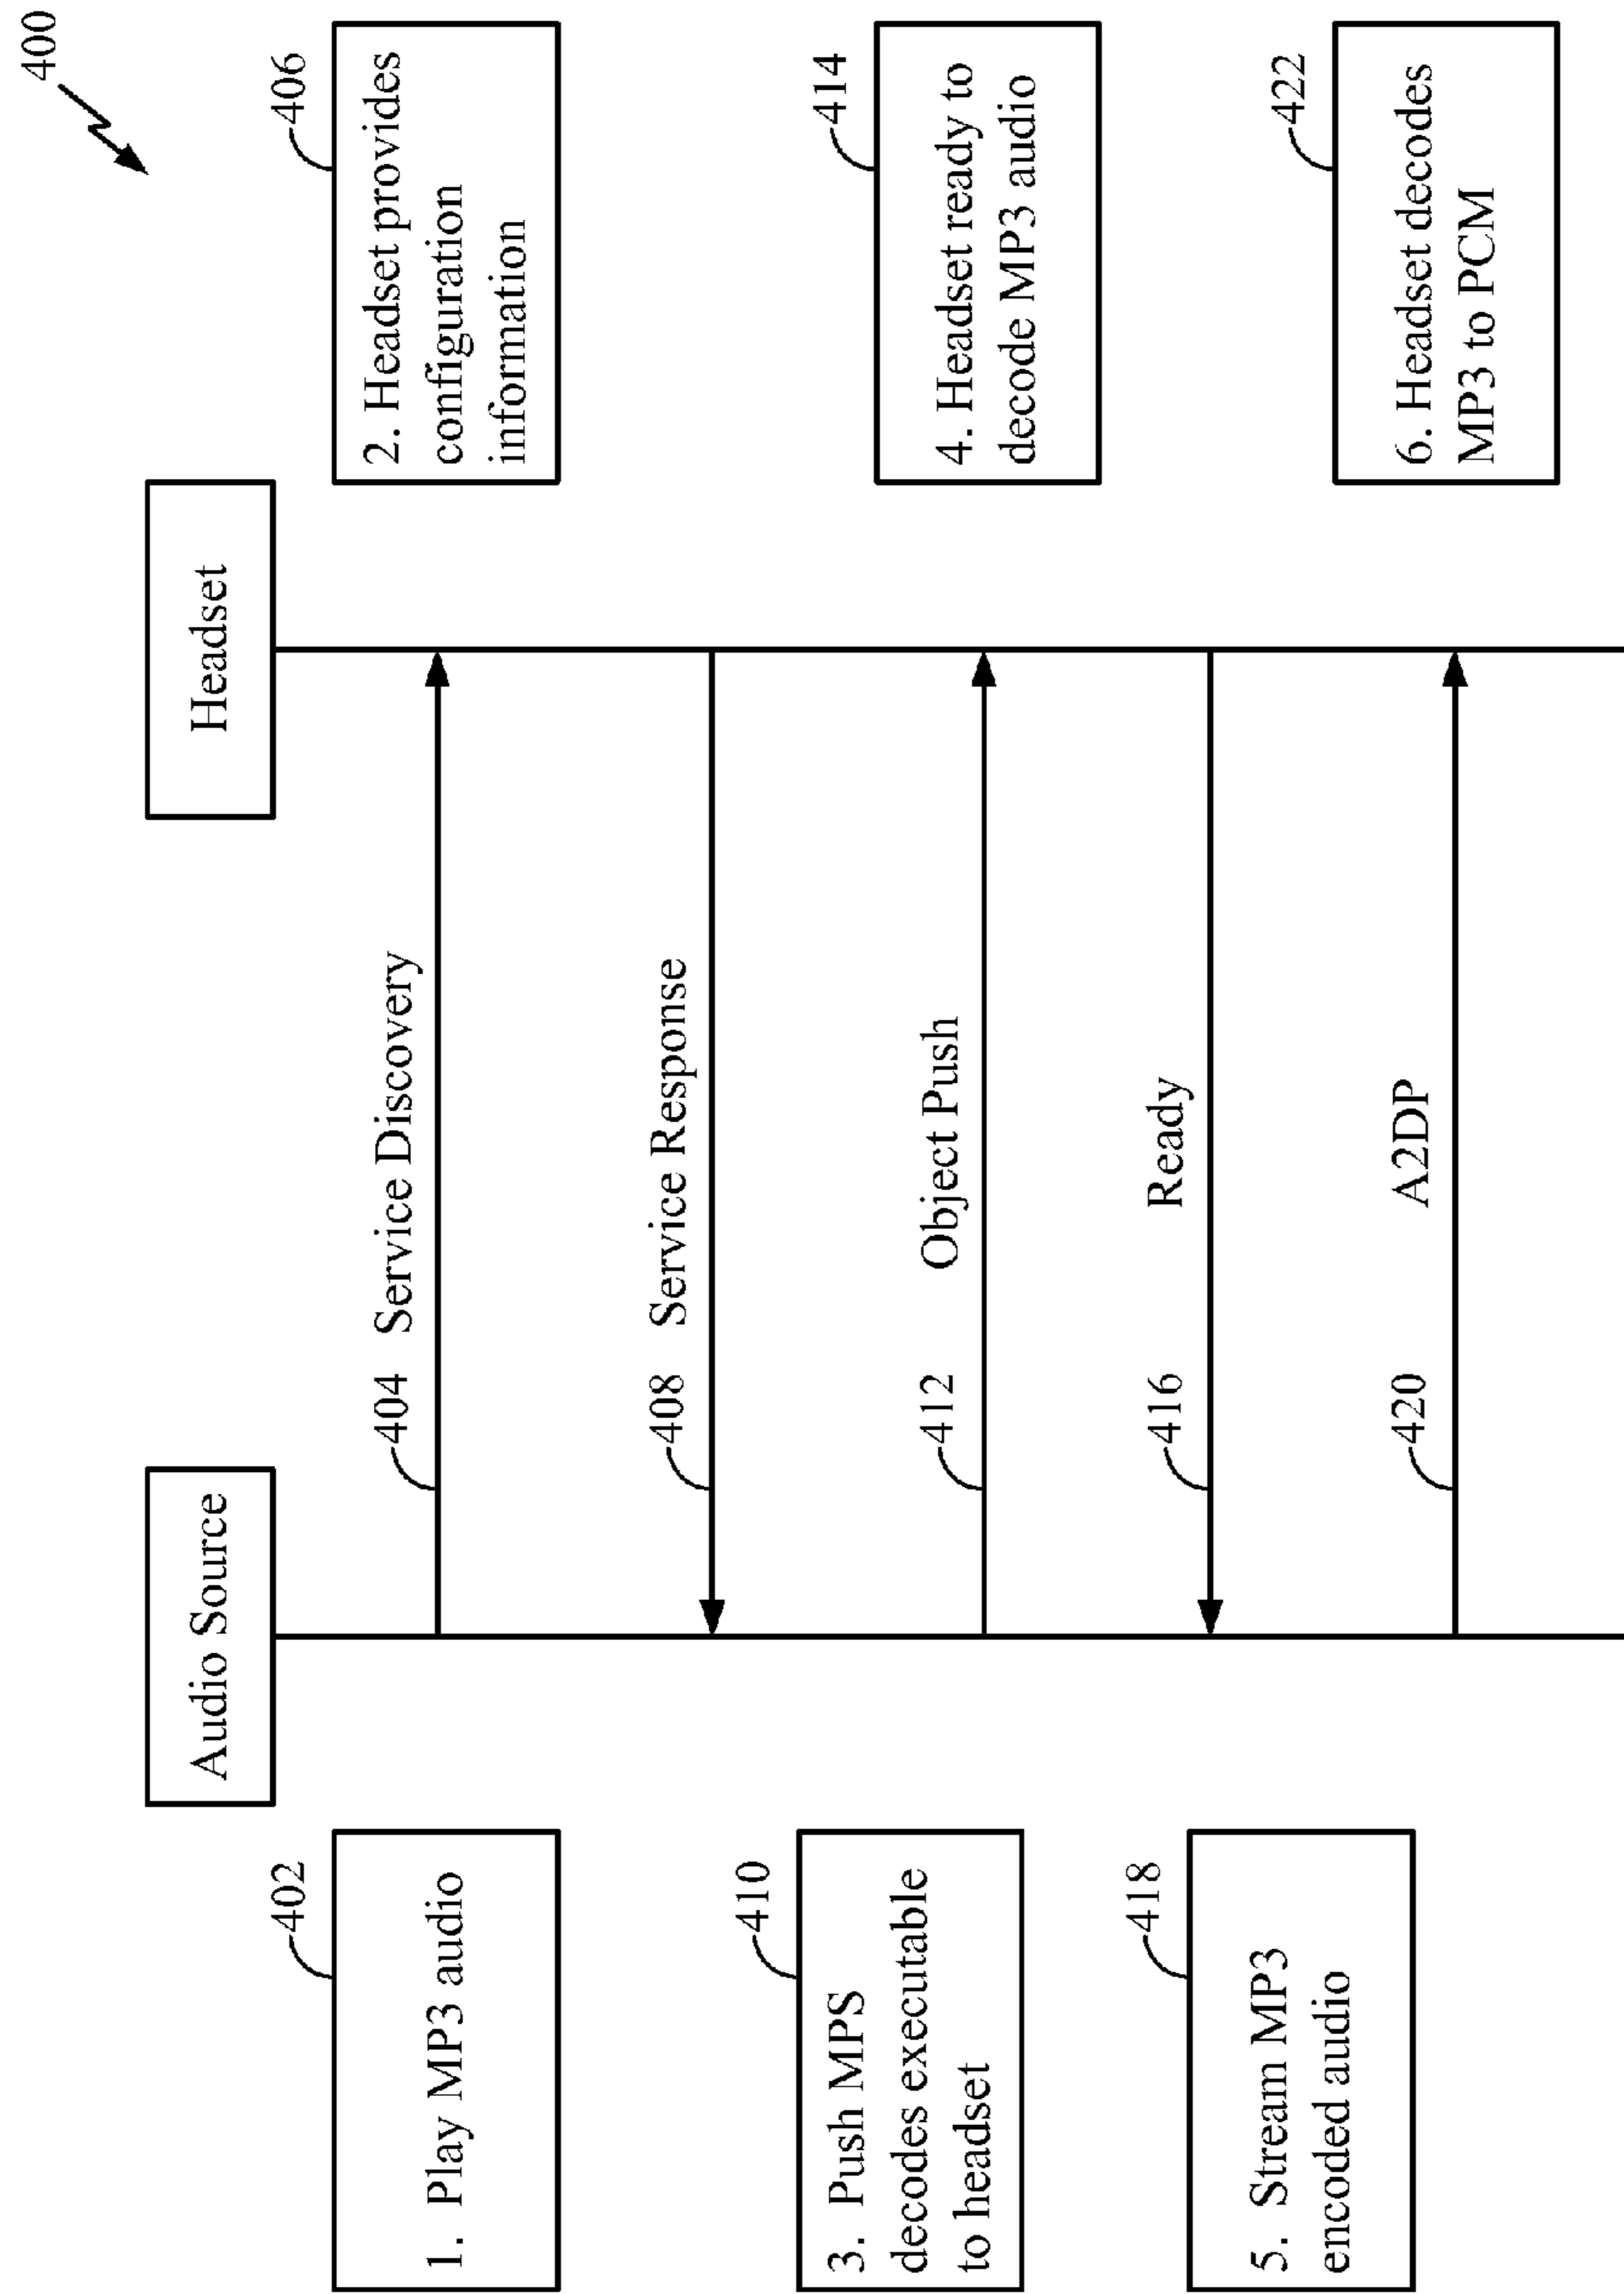 400
Audio Source
Headset
402
1. Play MP3 audio
404
Service Discovery
406
2. Headset provides
configuration
information
408
Service Response
410
3. Push MPS
decodes executable
to headset
412
Object Push
414
4. Headset ready to
decode MP3 audio
416
Ready
418
5. Stream MP3
encoded audio
420
A2DP
422
6. Headset decodes
MP3 to PCM